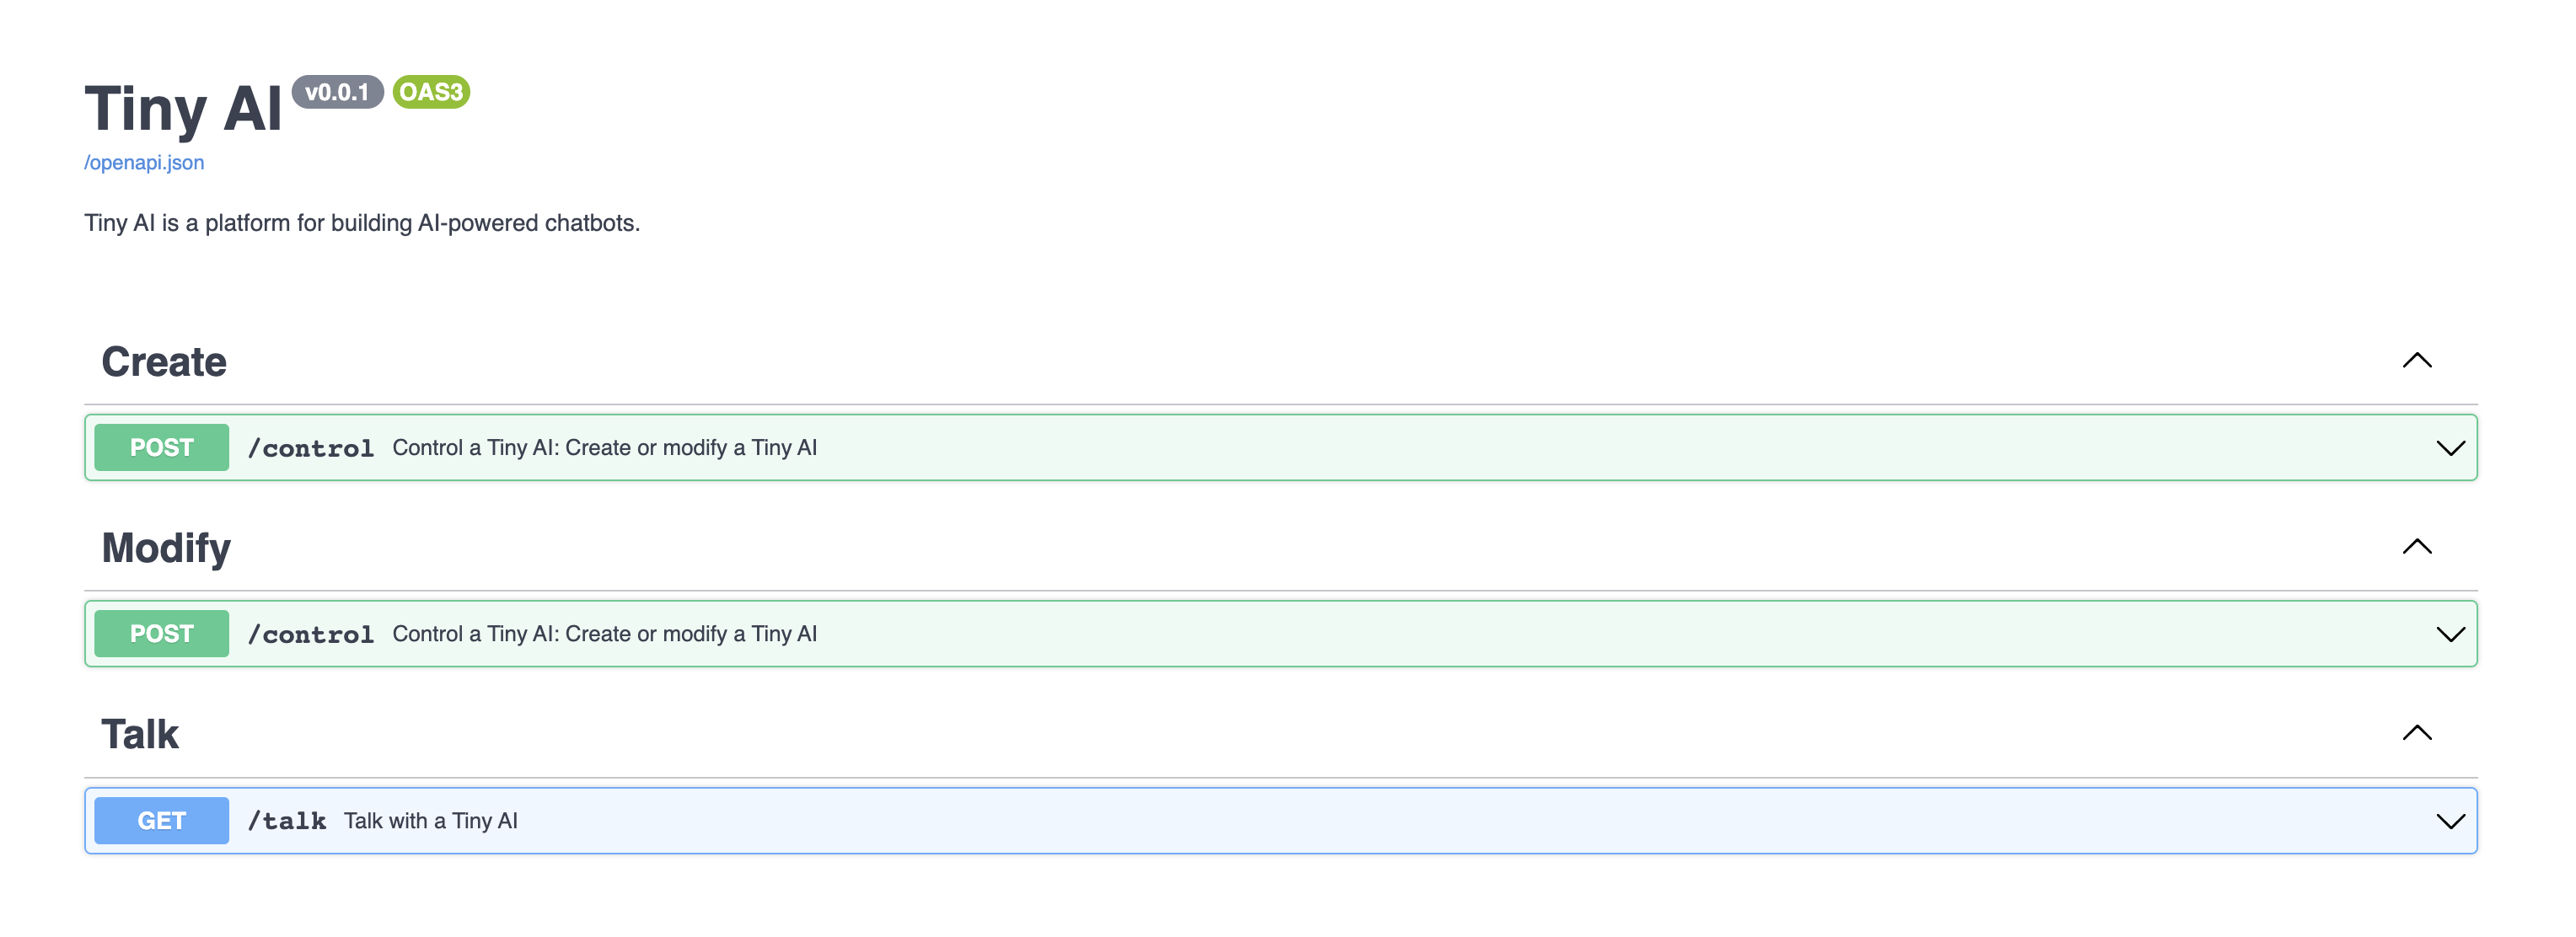 Tiny AI v0.0.1 OAS3
/openapi.json
Tiny AI is a platform for building AI-powered chatbots.
Create
POST /control Control a Tiny AI: Create or modify a Tiny AI
Modify
POST /control Control a Tiny AI: Create or modify a Tiny AI
Talk
GET /talk Talk with a Tiny AI